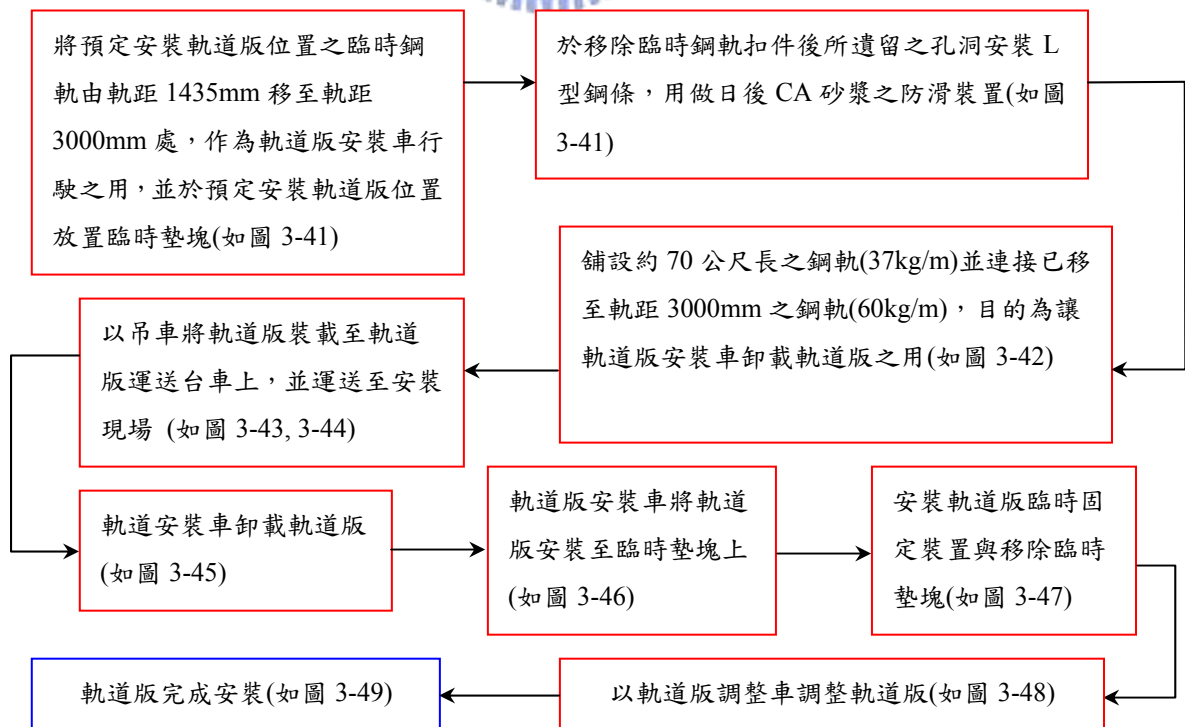 將預定安裝軌道版位置之臨時鋼
軌由軌距 1435mm 移至軌距
3000mm 處，作為軌道版安裝車行
駛之用，並於預定安裝軌道版位置
放置臨時墊塊(如圖 3-41)
於移除臨時鋼軌扣件後所遺留之孔洞安裝 L
型鋼條，用做日後 CA 砂漿之防滑裝置(如圖
3-41)
舖設約 70 公尺長之鋼軌(37kg/m)並連接已移
至軌距 3000mm 之鋼軌(60kg/m)，目的為讓
軌道版安裝車卸載軌道版之用(如圖 3-42)
以吊車將軌道版裝載至軌道
版運送台車上，並運送至安裝
現場 (如圖 3-43, 3-44)
軌道安裝車卸載軌道版
(如圖 3-45)
軌道版安裝車將軌道
版安裝至臨時墊塊上
(如圖 3-46)
安裝軌道版臨時固
定裝置與移除臨時
墊塊(如圖 3-47)
以軌道版調整車調整軌道版(如圖 3-48)
軌道版完成安裝(如圖 3-49)